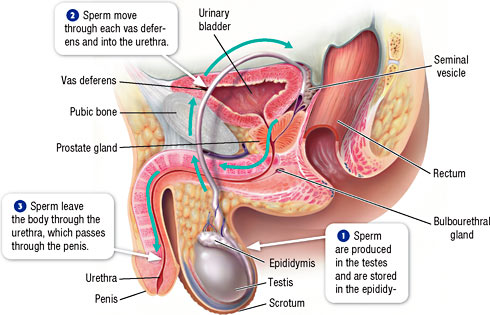 2 Sperm move
through each vas defer-
ens and into the urethra.
Urinary
bladder
Seminal
vesicle
Vas deferens
Pubic bone
Prostate gland
Rectum
Bulbourethral
gland
3 Sperm leave
the body through the
urethra, which passes
through the penis.
1 Sperm
are produced
in the testes
and are stored
in the epididy-
Epididymis
Testis
Scrotum
Urethra
Penis